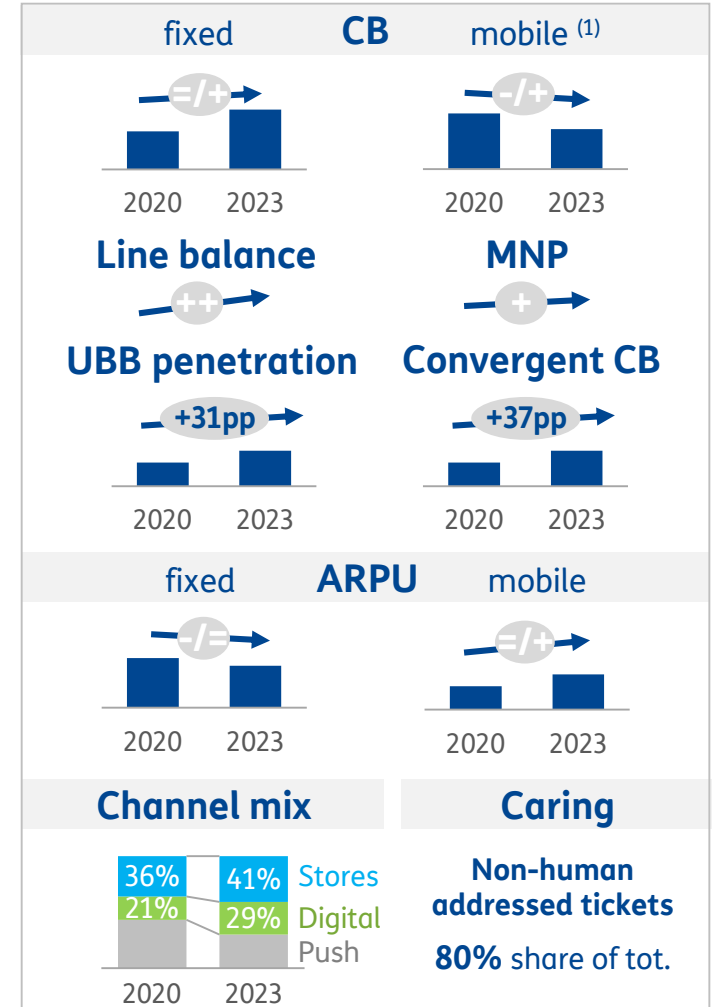 fixed CB mobile (1)
=/+ -/+
2020 2023 2020 2023
Line balance MNP
++ +
UBB penetration Convergent CB
+31pp +37pp
2020 2023 2020 2023
fixed ARPU mobile
-/= =/+
2020 2023 2020 2023
Channel mix Caring
36% 41% Stores
21% 29% Digital
Push
2020 2023
Non-human
addressed tickets
80% share of tot.